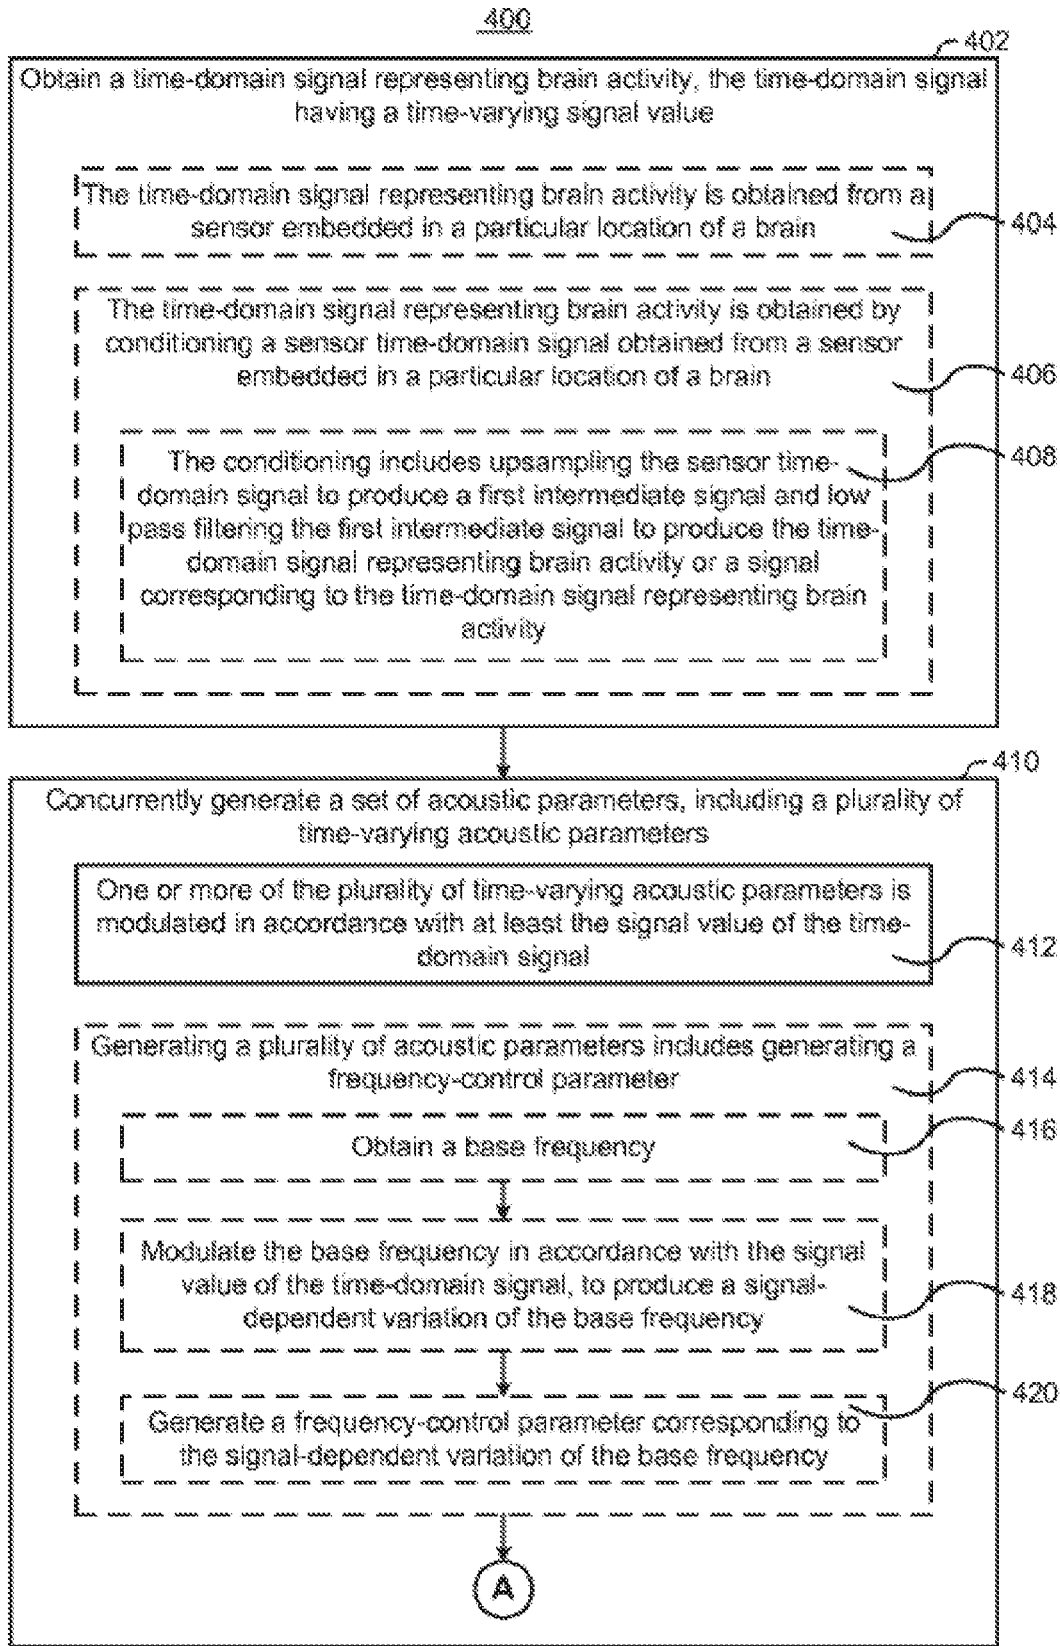 400
402
Obtain a time-domain signal representing brain activity, the time-domain signal
having a time-varying signal value
The time-domain signal representing brain activity is obtained from a
sensor embedded in a particular location of a brain
404
The time-domain signal representing brain activity is obtained by
conditioning a sensor time-domain signal obtained from a sensor
embedded in a particular location of a brain
406
408
The conditioning includes upsampling the sensor time-
domain signal to produce a first intermediate signal and low
pass filtering the first intermediate signal to produce the time-
domain signal representing brain activity or a signal
corresponding to the time-domain signal representing brain
activity
410
Concurrently generate a set of acoustic parameters, including a plurality of
time-varying acoustic parameters
One or more of the plurality of time-varying acoustic parameters is
modulated in accordance with at least the signal value of the time-
domain signal
412
Generating a plurality of acoustic parameters includes generating a
frequency-control parameter
414
416
Obtain a base frequency
Modulate the base frequency in accordance with the signal
value of the time-domain signal, to produce a signal-
dependent variation of the base frequency
418
420
Generate a frequency-control parameter corresponding to
the signal-dependent variation of the base frequency
A